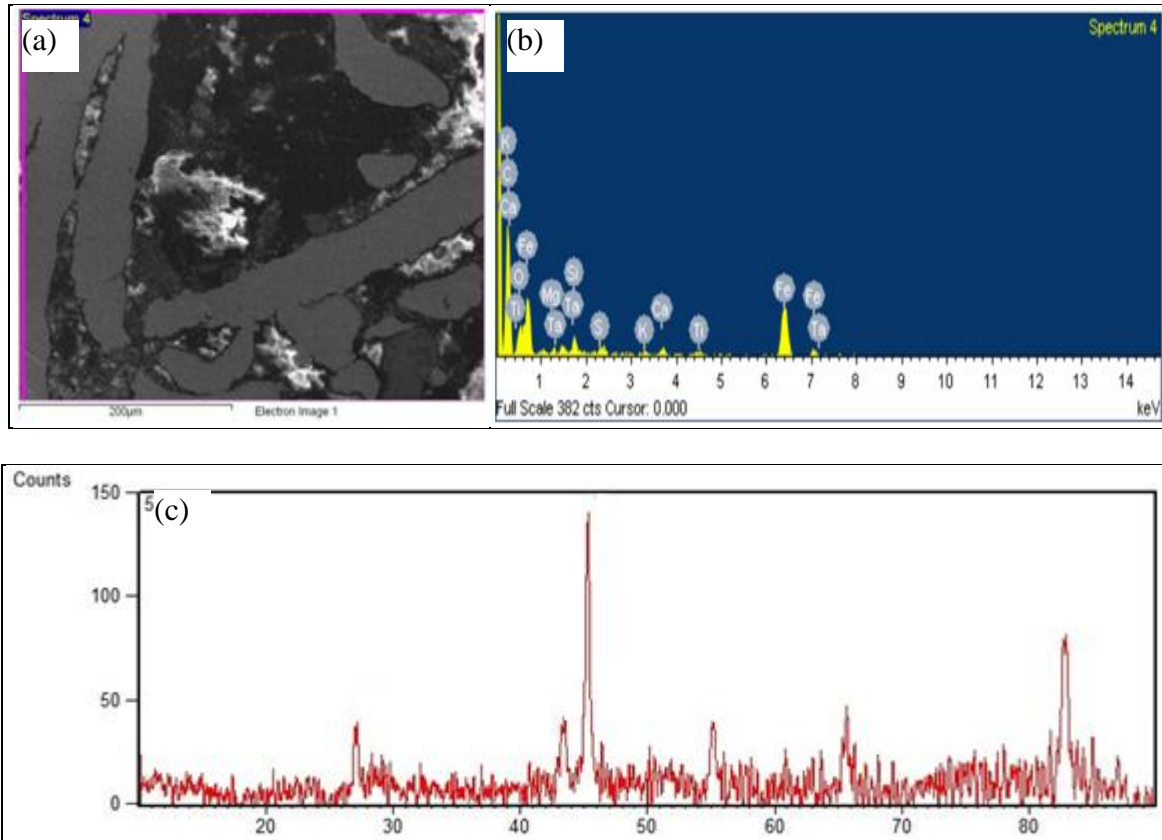 Spectrum 4
(a)
200µm Electron Image 1
(b)
Spectrum 4
K
C
Ca
Fe
O
Ti
Mg
Ta
Si
Ta
S
K
Ca
Ti
Fe
Fe
Ta
1 2 3 4 5 6 7 8 9 10 11 12 13 14
Full Scale 382 cts Cursor: 0.000 keV
Counts
150
5
(c)
100
50
0
20 30 40 50 60 70 80